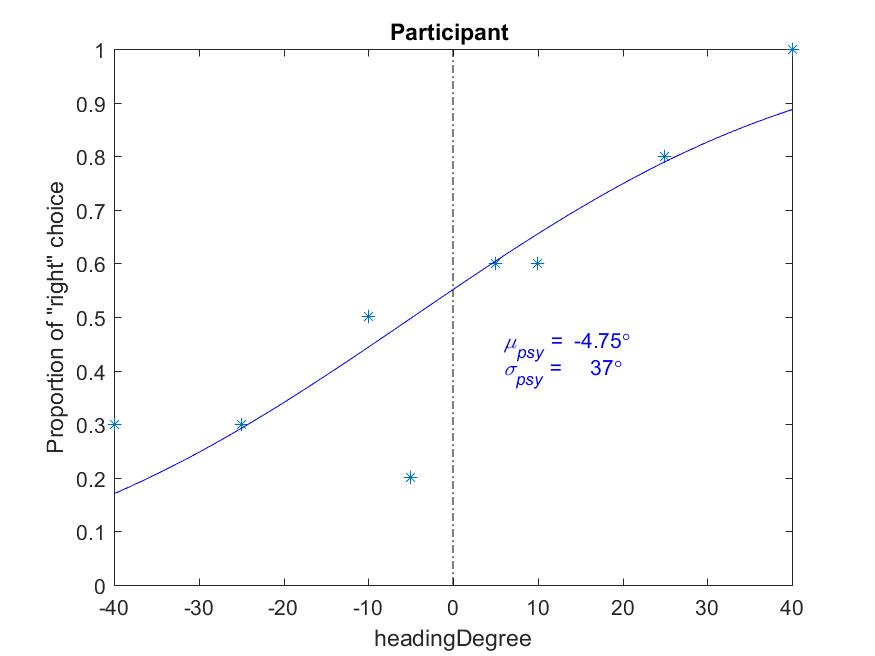 Participant
1
0.9
0.8
0.7
0.6
0.5
0.4
0.3
0.2
0.1
0
Proportion of "right" choice
μpsy = -4.75°
σpsy = 37°
-40 -30 -20 -10 0 10 20 30 40
headingDegree